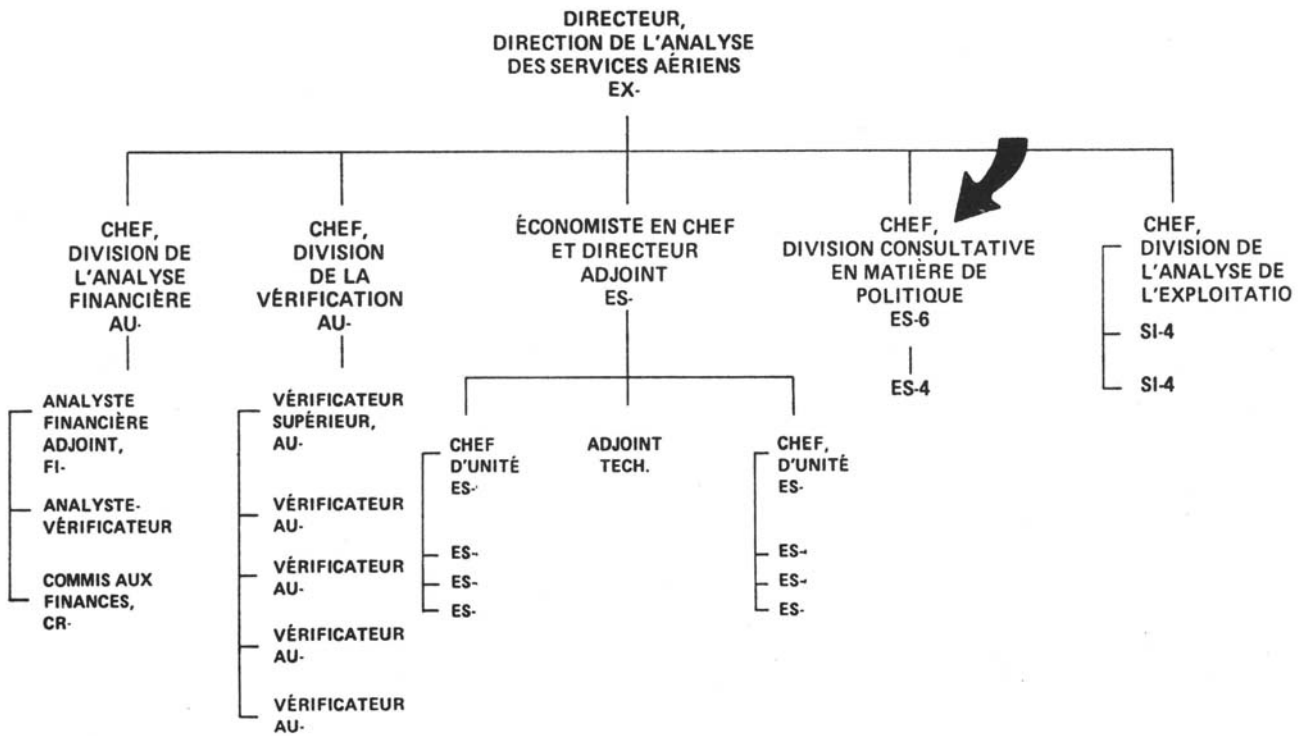 DIRECTEUR,
DIRECTION DE L'ANALYSE
DES SERVICES AÉRIENS
EX-
CHEF,
DIVISION DE
L'ANALYSE
FINANCIÈRE
AU-
ANALYSTE
FINANCIÈRE
ADJOINT,
FI-
ANALYSTE-
VÉRIFICATEUR
COMMIS AUX
FINANCES,
CR-
CHEF,
DIVISION
DE LA
VÉRIFICATION
AU-
VÉRIFICATEUR
SUPÉRIEUR,
AU-
VÉRIFICATEUR
AU-
VÉRIFICATEUR
AU-
VÉRIFICATEUR
AU-
VÉRIFICATEUR
AU-
ÉCONOMISTE EN CHEF
ET DIRECTEUR
ADJOINT
ES-
CHEF
D'UNITÉ
ES-
ES-
ES-
ES-
ADJOINT
TECH.
CHEF,
D'UNITÉ
ES-
ES-
ES-
ES-
CHEF,
DIVISION CONSULTATIVE
EN MATIÈRE DE
POLITIQUE
ES-6
ES-4
CHEF,
DIVISION DE
L'ANALYSE DE
L'EXPLOITATIO
SI-4
SI-4